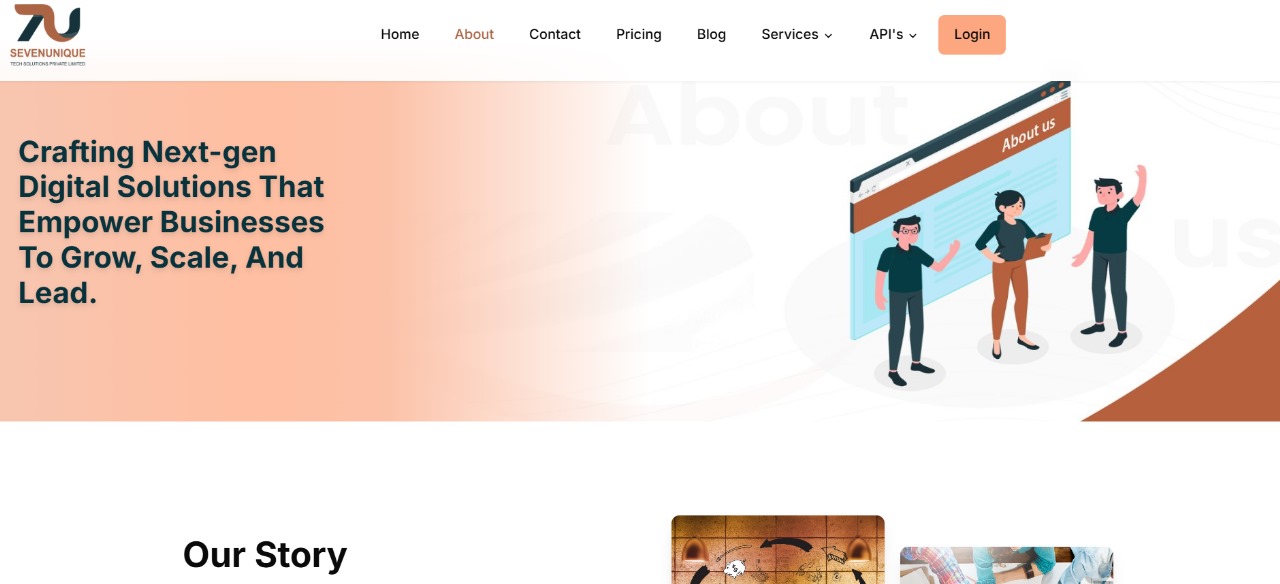 SEVENUNIQUE
TECH SOLUTIONS PRIVATE LIMITED
Home About Contact Pricing Blog Services API's Login
About
About us
us
Crafting Next-gen
Digital Solutions That
Empower Businesses
To Grow, Scale, And
Lead.
Our Story